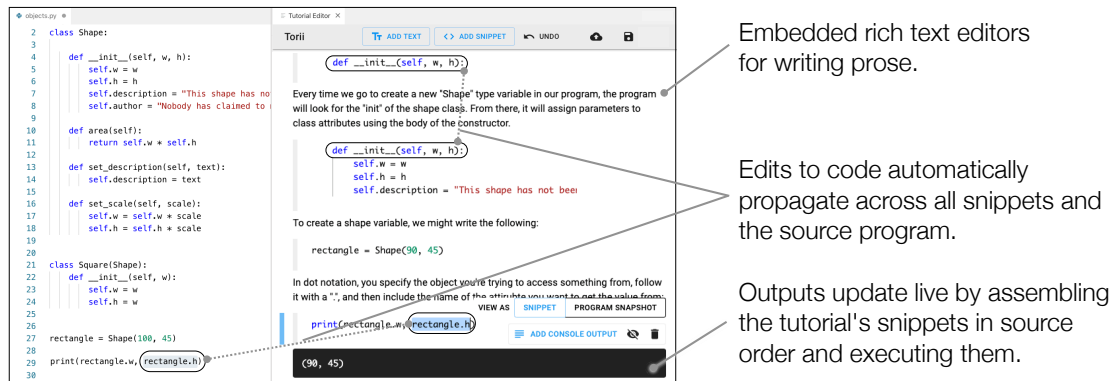 objects.py
Tutorial Editor ×
2 class Shape:
3
4 def __init__(self, w, h):
5 self.w = w
6 self.h = h
7 self.description = "This shape has no
8 self.author = "Nobody has claimed to
9
10 def area(self):
11 return self.w * self.h
12
13 def set_description(self, text):
14 self.description = text
15
16 def set_scale(self, scale):
17 self.w = self.w * scale
18 self.h = self.h * scale
19
20
21 class Square(Shape):
22 def __init__(self, w):
23 self.w = w
24 self.h = w
25
26
27 rectangle = Shape(100, 45)
28
29 print(rectangle.w, rectangle.h)
30
Torii
TT ADD TEXT
<> ADD SNIPPET
UNDO
def __init__(self, w, h):
Every time we go to create a new "Shape" type variable in our program, the program
will look for the "init" of the shape class. From there, it will assign parameters to
class attributes using the body of the constructor.
def __init__(self, w, h):
self.w = w
self.h = h
self.description = "This shape has not been
To create a shape variable, we might write the following:
rectangle = Shape(90, 45)
In dot notation, you specify the object you're trying to access something from, follow
it with a ".", and then include the name of the attirubte you want to get the value from:
VIEW AS SNIPPET PROGRAM SNAPSHOT
print(rectangle.w, rectangle.h)
ADD CONSOLE OUTPUT
(90, 45)
Embedded rich text editors
for writing prose.
Edits to code automatically
propagate across all snippets and
the source program.
Outputs update live by assembling
the tutorial's snippets in source
order and executing them.